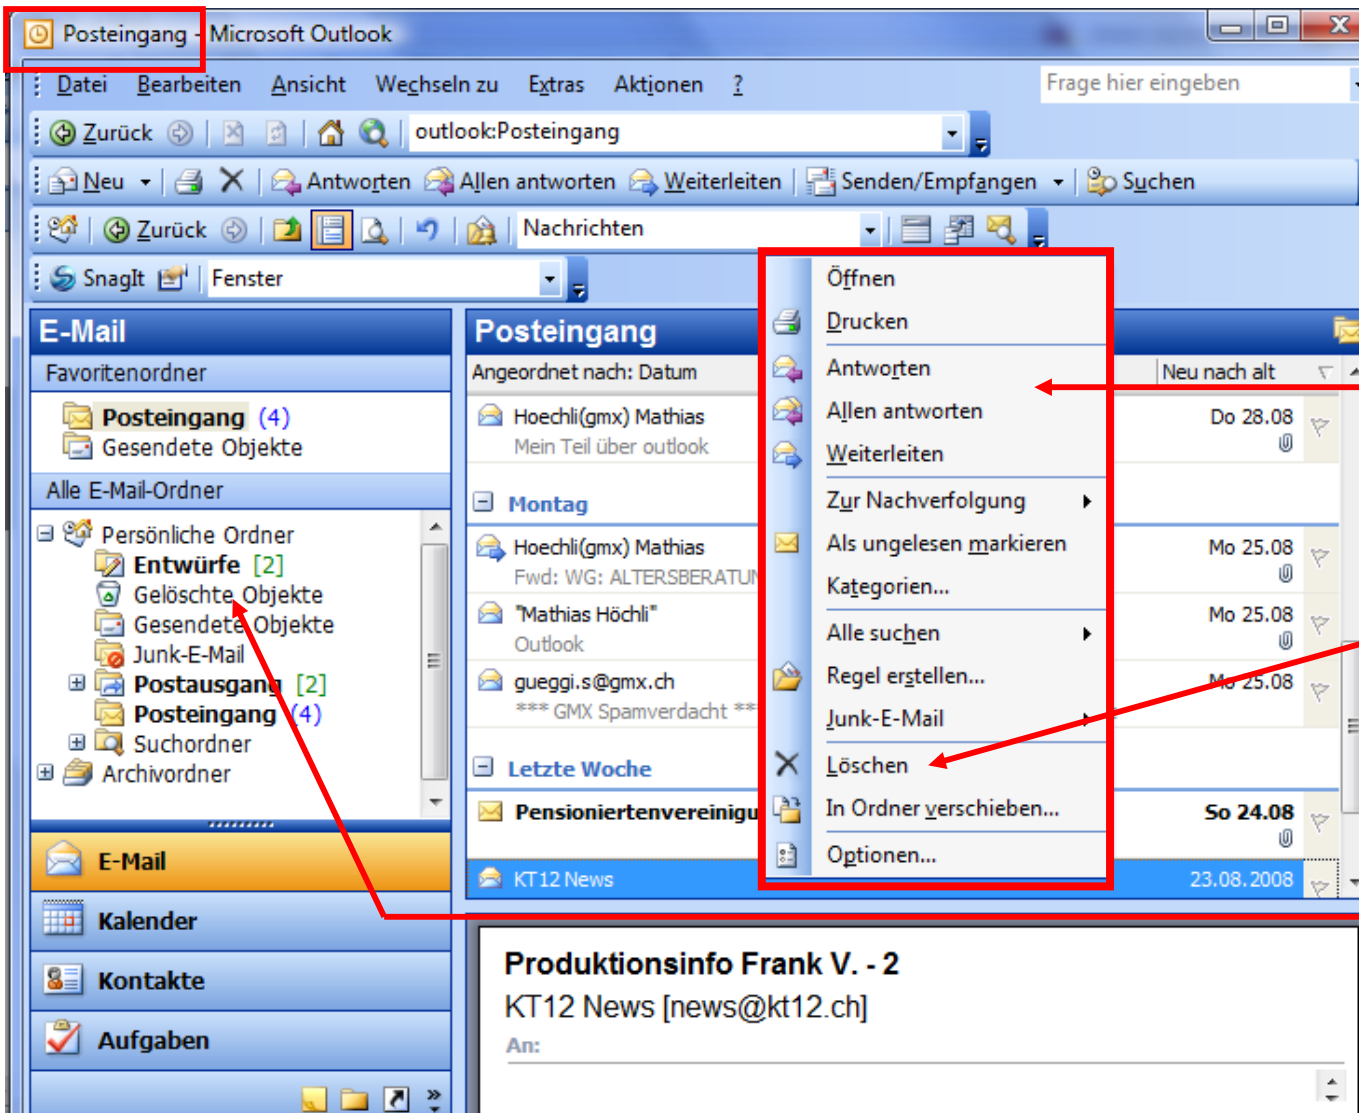 Posteingang - Microsoft Outlook
Datei Bearbeiten Ansicht Wechseln zu Extras Aktionen ? Frage hier eingeben
Zurück outlook:Posteingang
Neu Antworten Allen antworten Weiterleiten Senden/Empfangen Suchen
Zurück Nachrichten
SnagIt Fenster
E-Mail
Favoritenordner
Posteingang (4)
Gesendete Objekte
Alle E-Mail-Ordner
Persönliche Ordner
Entwürfe [2]
Gelöschte Objekte
Gesendete Objekte
Junk-E-Mail
Postausgang [2]
Posteingang (4)
Suchordner
Archivordner
E-Mail
Kalender
Kontakte
Aufgaben
Posteingang
Angeordnet nach: Datum Neu nach alt
Hoechli(gmx) Mathias Do 28.08
Mein Teil über outlook
Montag
Hoechli(gmx) Mathias Mo 25.08
Fwd: WG: ALTERSBERATUN
"Mathias Höchli" Mo 25.08
Outlook
gueggi.s@gmx.ch Mo 25.08
*** GMX Spamverdacht ***
Letzte Woche
Pensioniertenvereinigu So 24.08
KT12 News 23.08.2008
Öffnen
Drucken
Antworten
Allen antworten
Weiterleiten
Zur Nachverfolgung
Als ungelesen markieren
Kategorien...
Alle suchen
Regel erstellen...
Junk-E-Mail
Löschen
In Ordner verschieben...
Optionen...
Produktionsinfo Frank V. - 2
KT12 News [news@kt12.ch]
An: